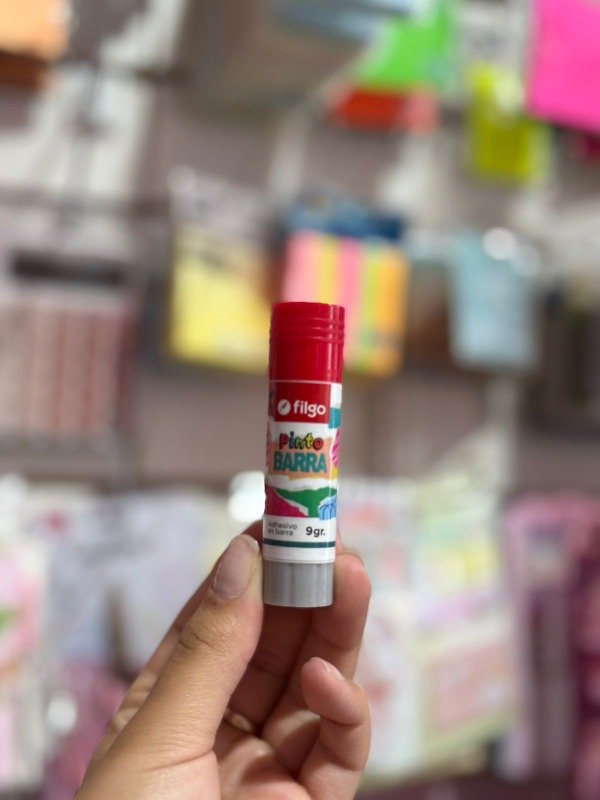 filgo
Pinto
BARRA
Adhesivo
en barra
9gr.